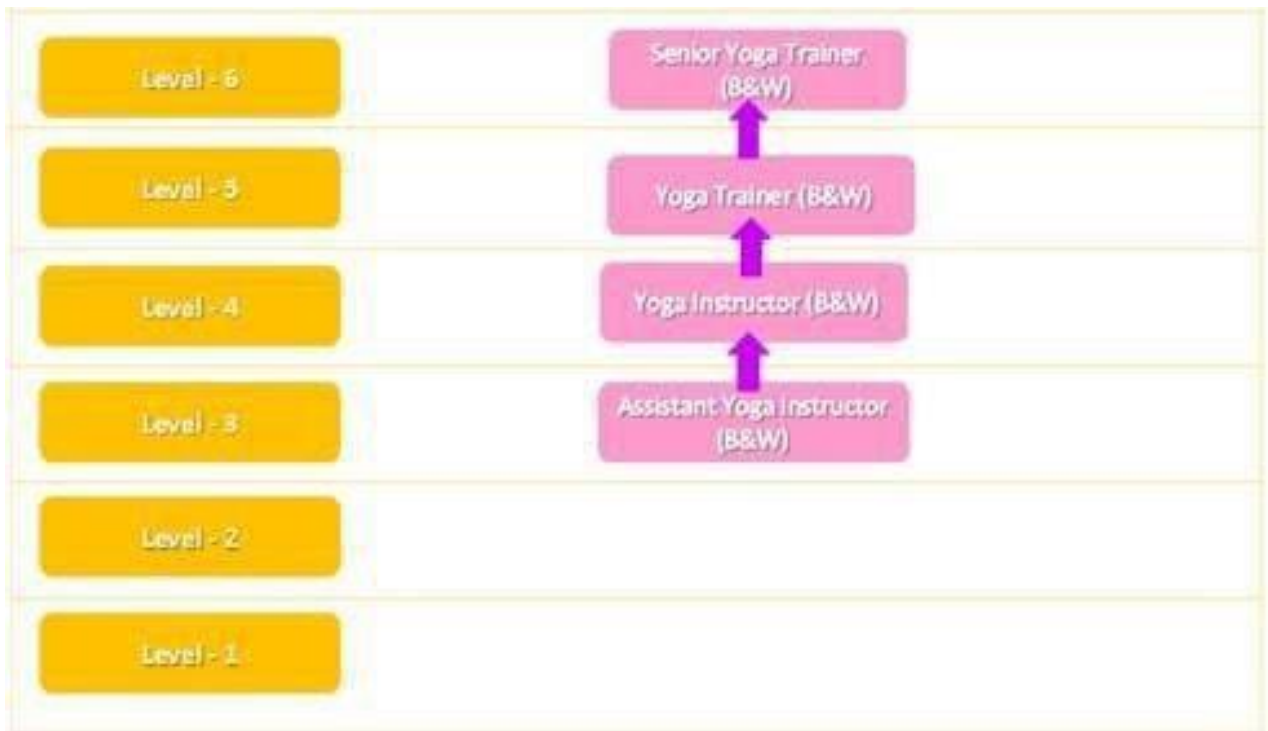 Level - 6
Senior Yoga Trainer
(B&W)
Level - 5
Yoga Trainer (B&W)
Level - 4
Yoga Instructor (B&W)
Level - 3
Assistant Yoga Instructor
(B&W)
Level - 2
Level - 1